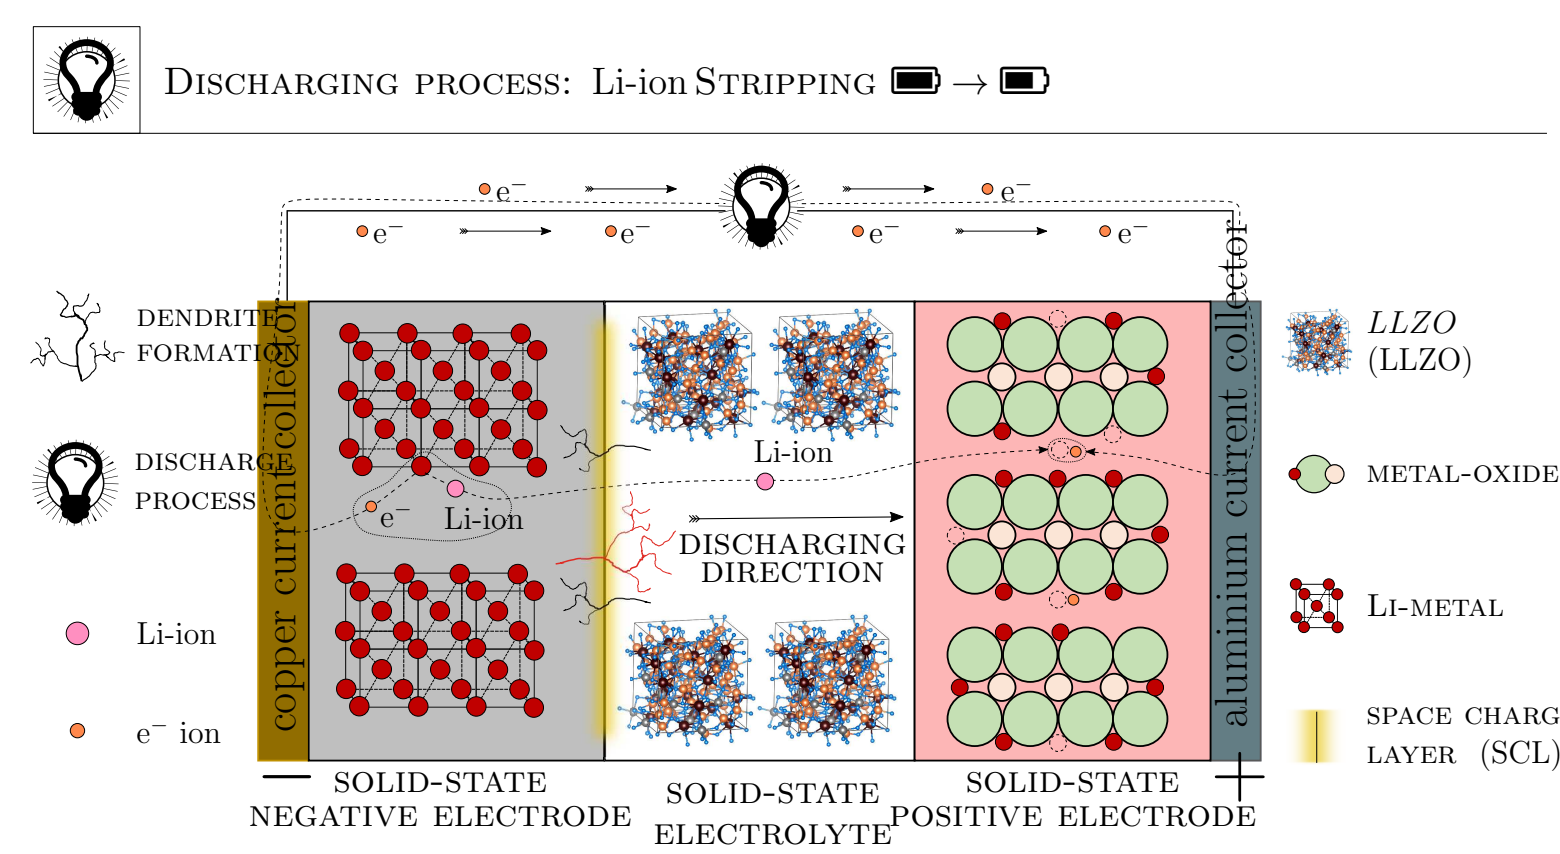 DISCHARGING PROCESS: Li-ion STRIPPING →
e⁻
e⁻
e⁻
e⁻
e⁻
e⁻
DENDRITE
FORMATION
DISCHARGE
PROCESS
Li-ion
e⁻ ion
copper current collector
e⁻
Li-ion
Li-ion
DISCHARGING
DIRECTION
aluminium current collector
LLZO
(LLZO)
METAL-OXIDE
LI-METAL
SPACE CHARG
LAYER (SCL)
SOLID-STATE
NEGATIVE ELECTRODE
SOLID-STATE
ELECTROLYTE
SOLID-STATE
POSITIVE ELECTRODE